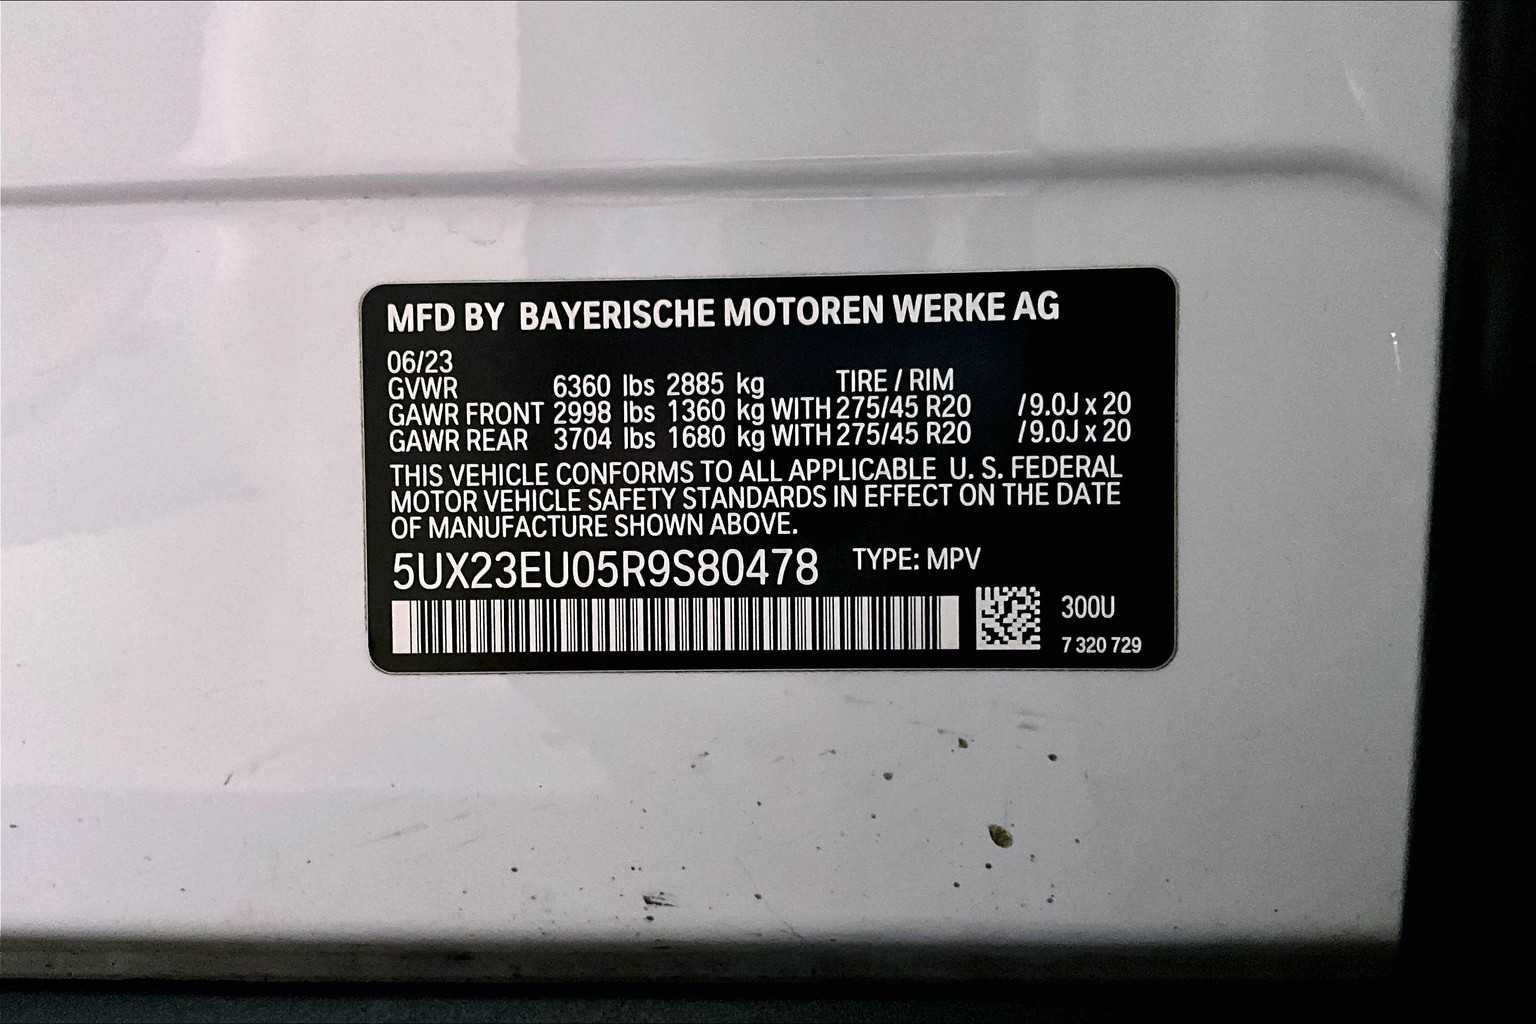 MFD BY BAYERISCHE MOTOREN WERKE AG
06/23
GVWR 6360 lbs 2885 kg TIRE / RIM
GAWR FRONT 2998 lbs 1360 kg WITH 275/45 R20 / 9.0J x 20
GAWR REAR 3704 lbs 1680 kg WITH 275/45 R20 / 9.0J x 20
THIS VEHICLE CONFORMS TO ALL APPLICABLE U. S. FEDERAL
MOTOR VEHICLE SAFETY STANDARDS IN EFFECT ON THE DATE
OF MANUFACTURE SHOWN ABOVE.
5UX23EU05R9S80478 TYPE: MPV
300U
7 320 729